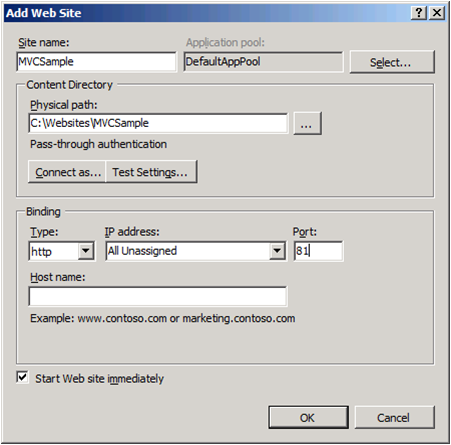 Add Web Site
Site name: Application pool:
MVCSample DefaultAppPool Select...
Content Directory
Physical path:
C:\Websites\MVCSample ...
Pass-through authentication
Connect as... Test Settings...
Binding
Type: IP address: Port:
http All Unassigned 81
Host name:
Example: www.contoso.com or marketing.contoso.com
Start Web site immediately
OK Cancel